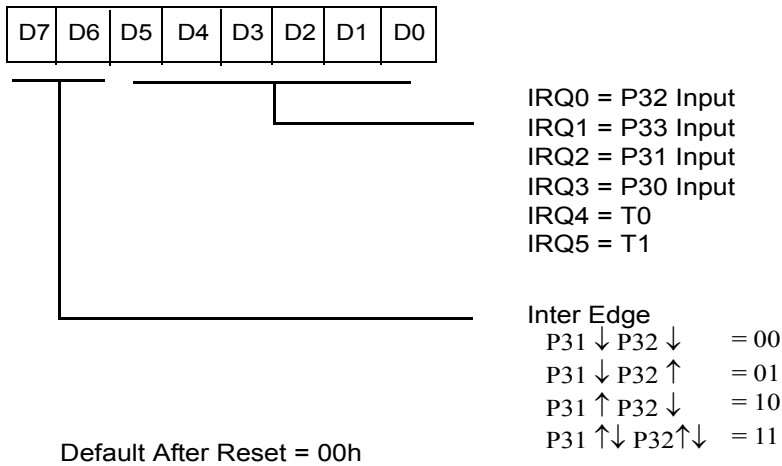 D7 D6 D5 D4 D3 D2 D1 D0
IRQ0 = P32 Input
IRQ1 = P33 Input
IRQ2 = P31 Input
IRQ3 = P30 Input
IRQ4 = T0
IRQ5 = T1
Inter Edge
P31 ↓ P32 ↓ = 00
P31 ↓ P32 ↑ = 01
P31 ↑ P32 ↓ = 10
P31 ↑↓ P32↑↓ = 11
Default After Reset = 00h